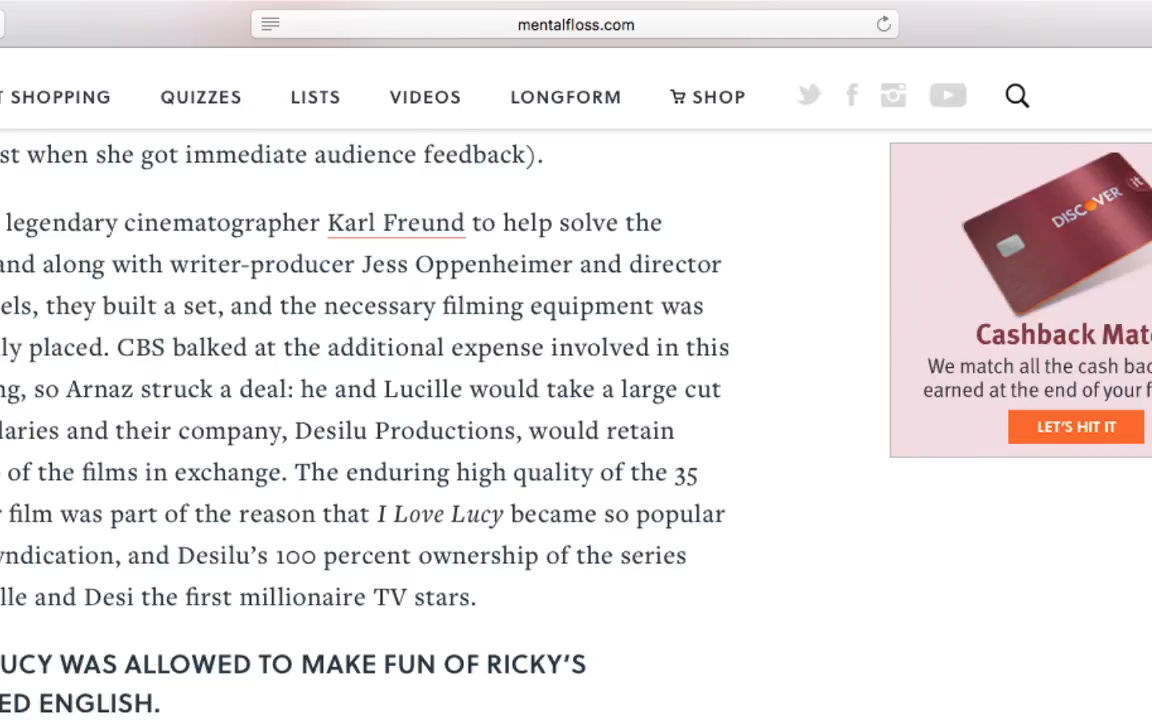 mentalfloss.com
SHOPPING QUIZZES LISTS VIDEOS LONGFORM SHOP
st when she got immediate audience feedback).
legendary cinematographer Karl Freund to help solve the
and along with writer-producer Jess Oppenheimer and director
els, they built a set, and the necessary filming equipment was
ly placed. CBS balked at the additional expense involved in this
ng, so Arnaz struck a deal: he and Lucille would take a large cut
laries and their company, Desilu Productions, would retain
of the films in exchange. The enduring high quality of the 35
film was part of the reason that I Love Lucy became so popular
yndication, and Desilu’s 100 percent ownership of the series
lle and Desi the first millionaire TV stars.
UCY WAS ALLOWED TO MAKE FUN OF RICKY’S
ED ENGLISH.
DISCOVER it
Cashback Mat
We match all the cash bac
earned at the end of your f
LET’S HIT IT